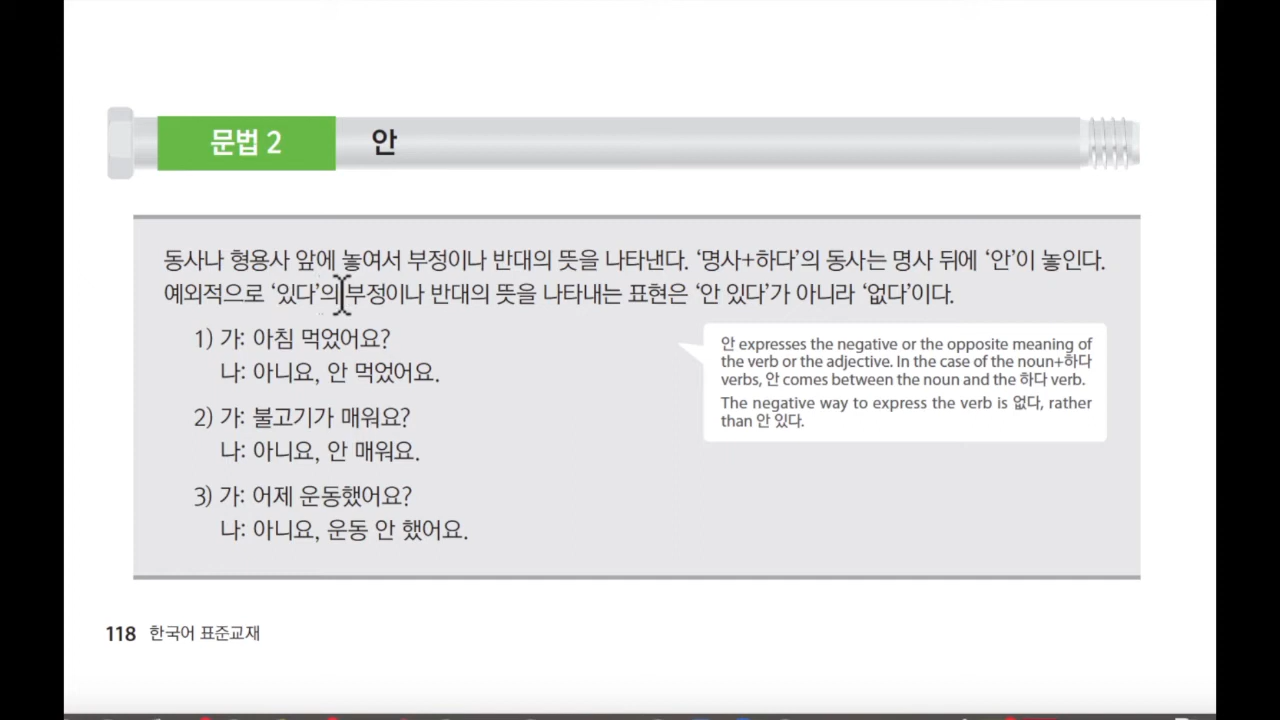 문법 2 안
동사나 형용사 앞에 놓여서 부정이나 반대의 뜻을 나타낸다. ‘명사+하다’의 동사는 명사 뒤에 ‘안’이 놓인다.
예외적으로 ‘있다’의 부정이나 반대의 뜻을 나타내는 표현은 ‘안 있다’가 아니라 ‘없다’이다.
1) 가: 아침 먹었어요?
나: 아니요, 안 먹었어요.
2) 가: 불고기가 매워요?
나: 아니요, 안 매워요.
3) 가: 어제 운동했어요?
나: 아니요, 운동 안 했어요.
안 expresses the negative or the opposite meaning of
the verb or the adjective. In the case of the noun+하다
verbs, 안 comes between the noun and the 하다 verb.
The negative way to express the verb is 없다, rather
than 안 있다.
118 한국어 표준교재